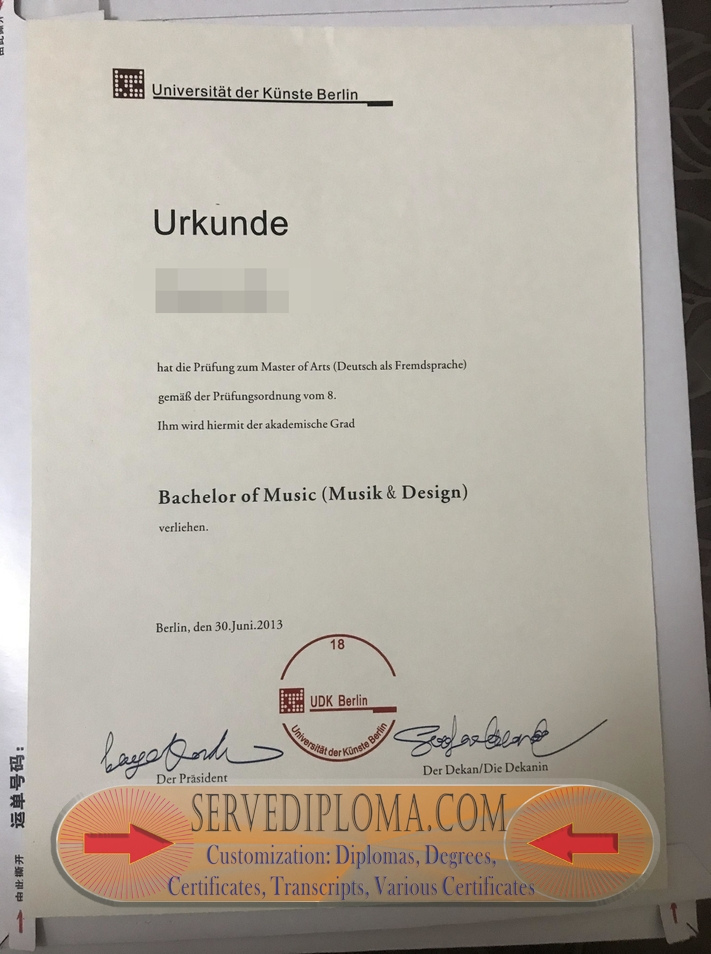 Universität der Künste Berlin
Urkunde
hat die Prüfung zum Master of Arts (Deutsch als Fremdsprache)
gemäß der Prüfungsordnung vom 8.
Ihm wird hiermit der akademische Grad
Bachelor of Music (Musik & Design)
verliehen.
Berlin, den 30.Juni.2013
18
UDK Berlin
Universität der Künste Berlin
Der Präsident
Der Dekan/Die Dekanin
SERVEDIPLOMA.COM
Customization: Diplomas, Degrees,
Certificates, Transcripts, Various Certificates
运单号码:
由此撕开